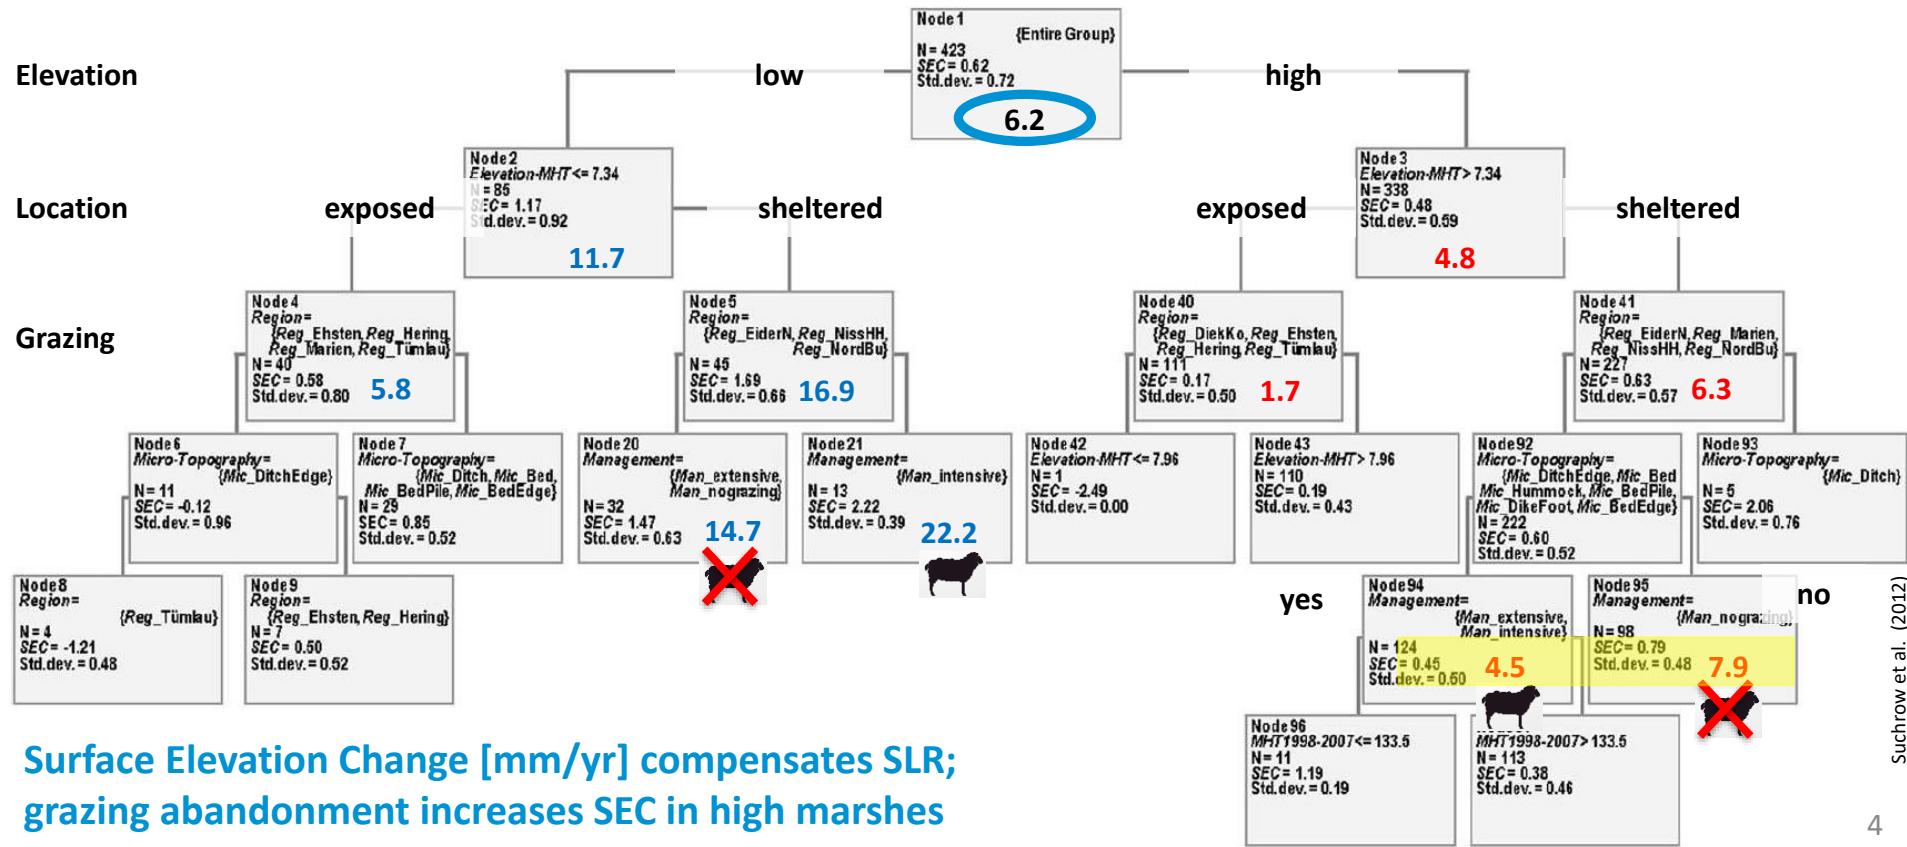 Node 1
{Entire Group}
N = 423
SEC = 0.62
Std.dev. = 0.72
6.2
Elevation
low
high
Node 2
Elevation-MHT <= 7.34
N = 85
SEC = 1.17
Std.dev. = 0.92
11.7
Node 3
Elevation-MHT > 7.34
N = 338
SEC = 0.48
Std.dev. = 0.59
4.8
Location
exposed
sheltered
exposed
sheltered
Grazing
Node 4
Region=
{Reg_Ehsten, Reg_Hering,
Reg_Marien, Reg_Tümlau}
N = 40
SEC = 0.58
Std.dev. = 0.80
5.8
Node 5
Region=
{Reg_EiderN, Reg_NissHH,
Reg_NordBu}
N = 45
SEC = 1.69
Std.dev. = 0.66
16.9
Node 40
Region=
{Reg_DiekKo, Reg_Ehsten,
Reg_Hering, Reg_Tümlau}
N = 111
SEC = 0.17
Std.dev. = 0.50
1.7
Node 41
Region=
{Reg_EiderN, Reg_Marien,
Reg_NissHH, Reg_NordBu}
N = 227
SEC = 0.63
Std.dev. = 0.57
6.3
Node 6
Micro-Topography=
{Mic_DitchEdge}
N = 11
SEC = -0.12
Std.dev. = 0.96
Node 7
Micro-Topography=
{Mic_Ditch, Mic_Bed,
Mic_BedPile, Mic_BedEdge}
N = 29
SEC = 0.85
Std.dev. = 0.52
Node 20
Management=
{Man_extensive,
Man_nograzing}
N = 32
SEC = 1.47
Std.dev. = 0.63
14.7
Node 21
Management=
{Man_intensive}
N = 13
SEC = 2.22
Std.dev. = 0.39
22.2
Node 42
Elevation-MHT <= 7.96
N = 1
SEC = -2.49
Std.dev. = 0.00
Node 43
Elevation-MHT > 7.96
N = 110
SEC = 0.19
Std.dev. = 0.43
Node 92
Micro-Topography=
{Mic_DitchEdge, Mic_Bed
Mic_Hummock, Mic_BedPile,
Mic_DikeFoot, Mic_BedEdge}
N = 222
SEC = 0.60
Std.dev. = 0.52
Node 93
Micro-Topography=
{Mic_Ditch}
N = 5
SEC = 2.06
Std.dev. = 0.76
Node 8
Region=
{Reg_Tümlau}
N = 4
SEC = -1.21
Std.dev. = 0.48
Node 9
Region=
{Reg_Ehsten, Reg_Hering}
N = 7
SEC = 0.50
Std.dev. = 0.52
yes
Node 94
Management=
{Man_extensive,
Man_intensive}
N = 124
SEC = 0.45
Std.dev. = 0.50
4.5
Node 95
Management=
{Man_nograzing}
N = 98
SEC = 0.79
Std.dev. = 0.48
7.9
no
Node 96
MHT1998-2007 <= 133.5
N = 11
SEC = 1.19
Std.dev. = 0.19
MHT1998-2007 > 133.5
N = 113
SEC = 0.38
Std.dev. = 0.46
Suchrow et al. (2012)
Surface Elevation Change [mm/yr] compensates SLR;
grazing abandonment increases SEC in high marshes
4